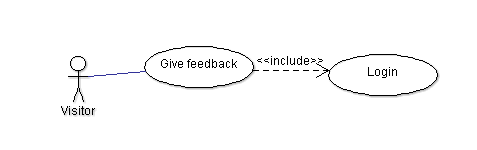 Give feedback
<<include>>
Login
Visitor